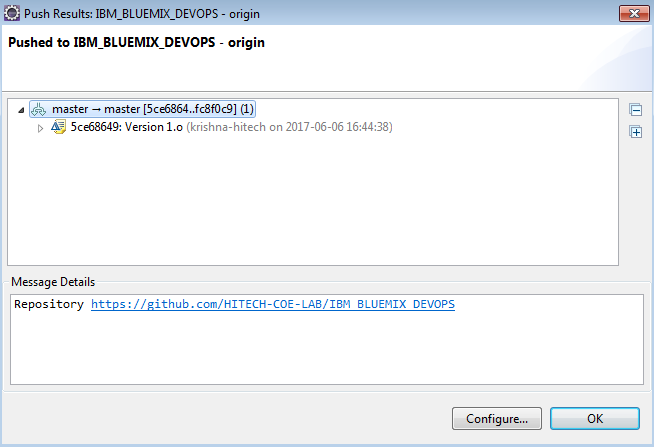 Push Results: IBM_BLUEMIX_DEVOPS - origin
Pushed to IBM_BLUEMIX_DEVOPS - origin
master → master [5ce6864..fc8f0c9] (1)
5ce68649: Version 1.o (krishna-hitech on 2017-06-06 16:44:38)
Message Details
Repository https://github.com/HITECH-COE-LAB/IBM_BLUEMIX_DEVOPS
Configure... OK